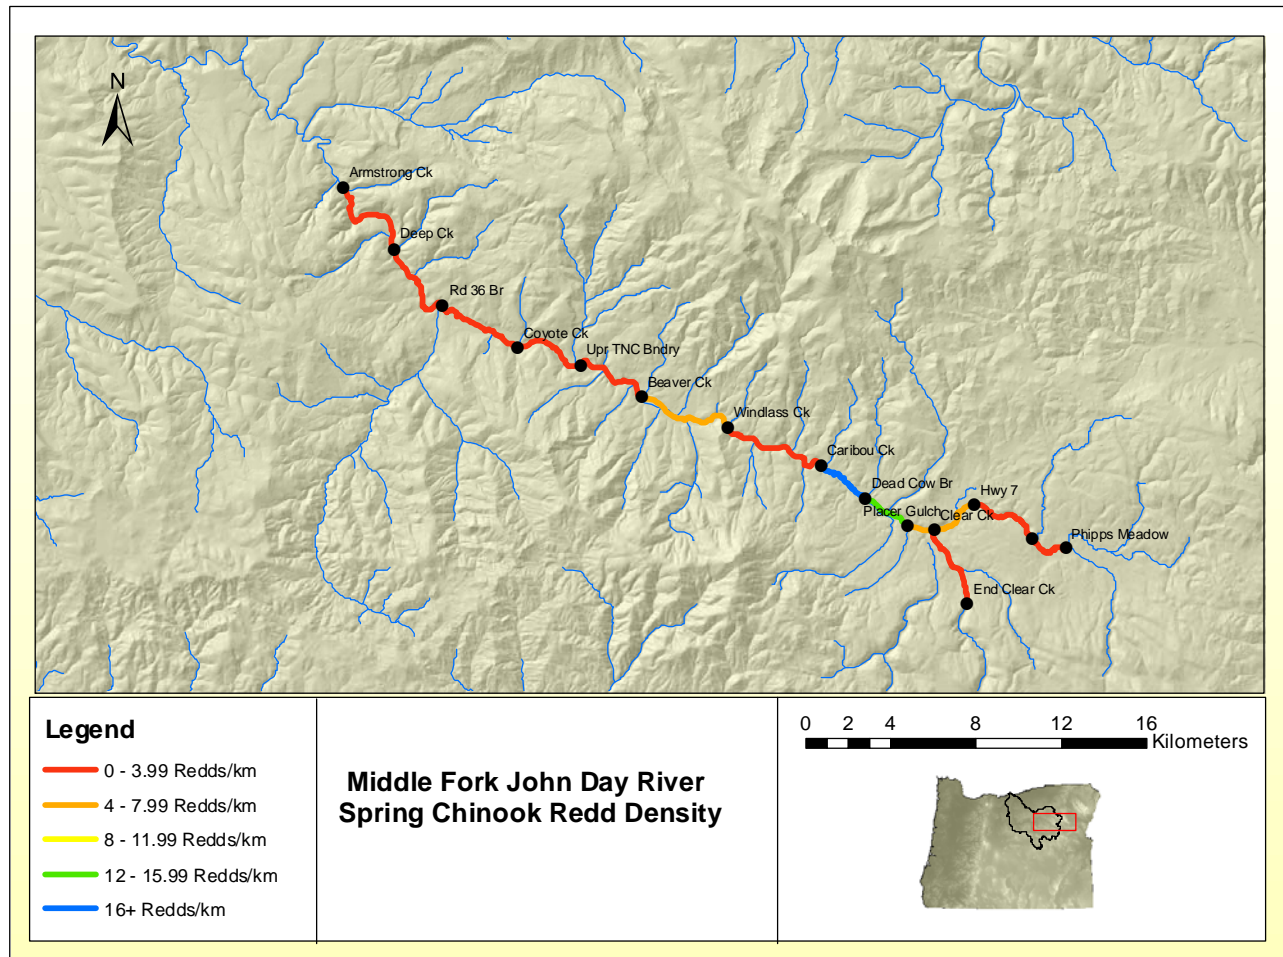 N
Armstrong Ck
Deep Ck
Rd 36 Br
Coyote Ck
Upr TNC Bndry
Beaver Ck
Windlass Ck
Caribou Ck
Dead Cow Br
Placer Gulch
Clear Ck
Hwy 7
Phipps Meadow
End Clear Ck
Legend
0 - 3.99 Redds/km
4 - 7.99 Redds/km
8 - 11.99 Redds/km
12 - 15.99 Redds/km
16+ Redds/km
Middle Fork John Day River
Spring Chinook Redd Density
0 2 4 8 12 16
Kilometers